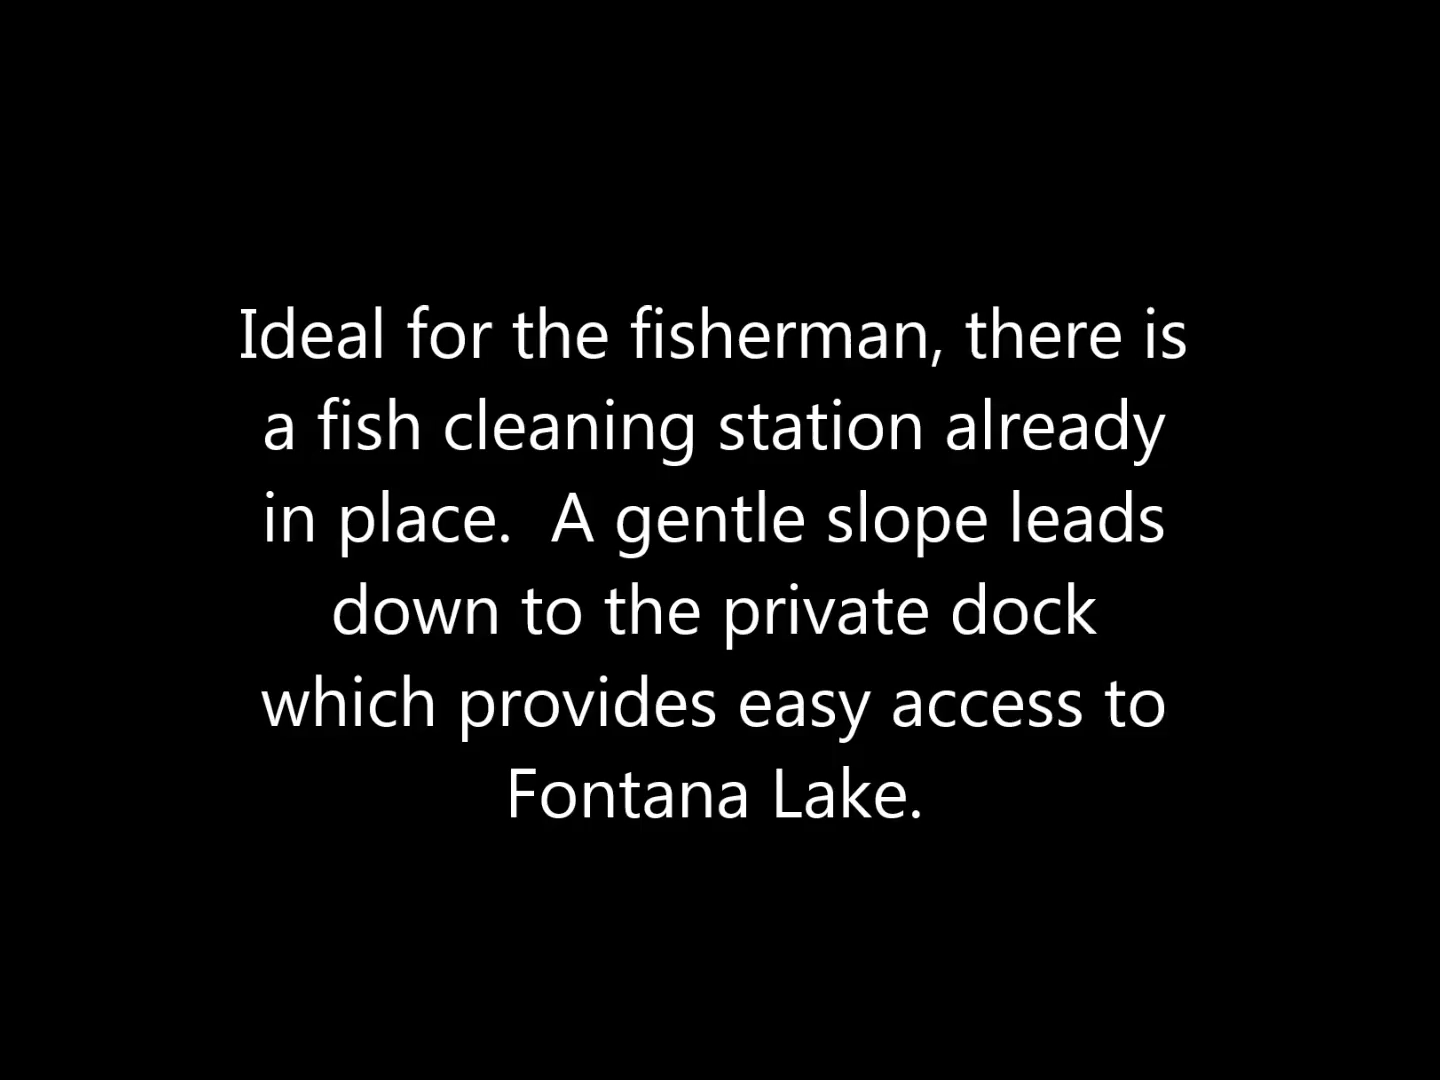 Ideal for the fisherman, there is
a fish cleaning station already
in place.  A gentle slope leads
down to the private dock
which provides easy access to
Fontana Lake.